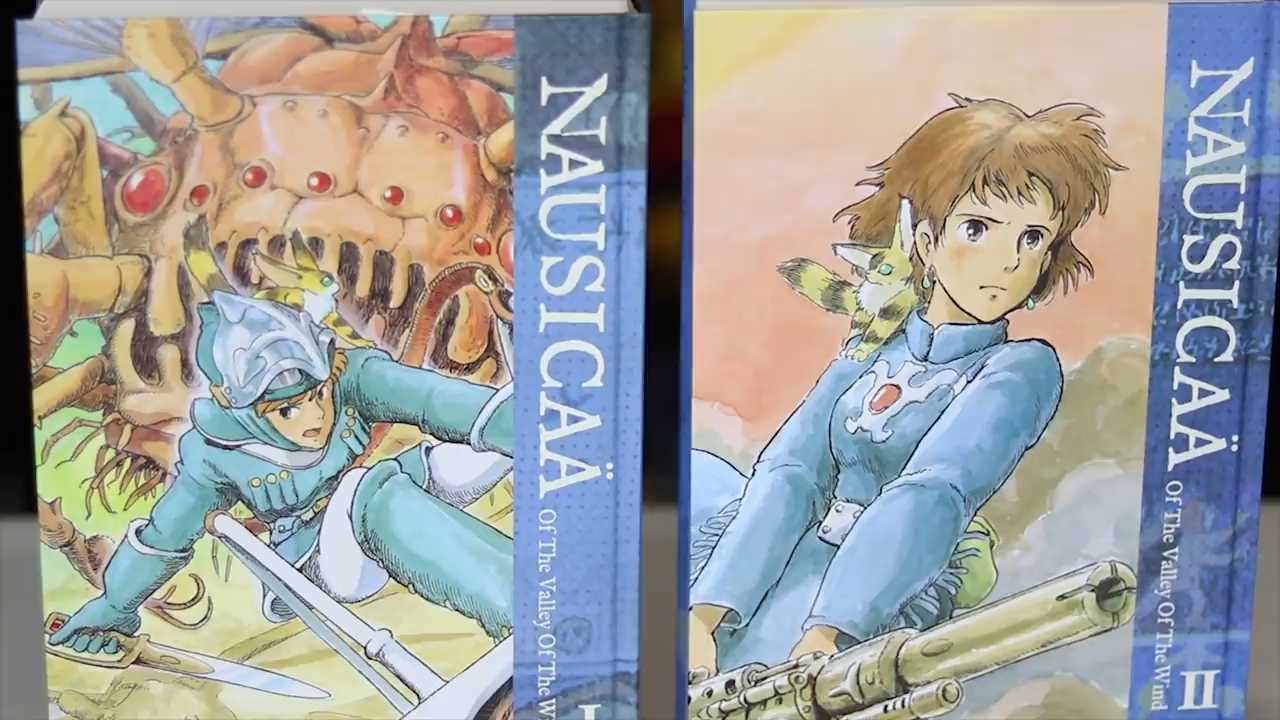 NAUSICAÄ Of The Valley Of The Wi
I
NAUSICAÄ Of The Valley Of The Wind
II